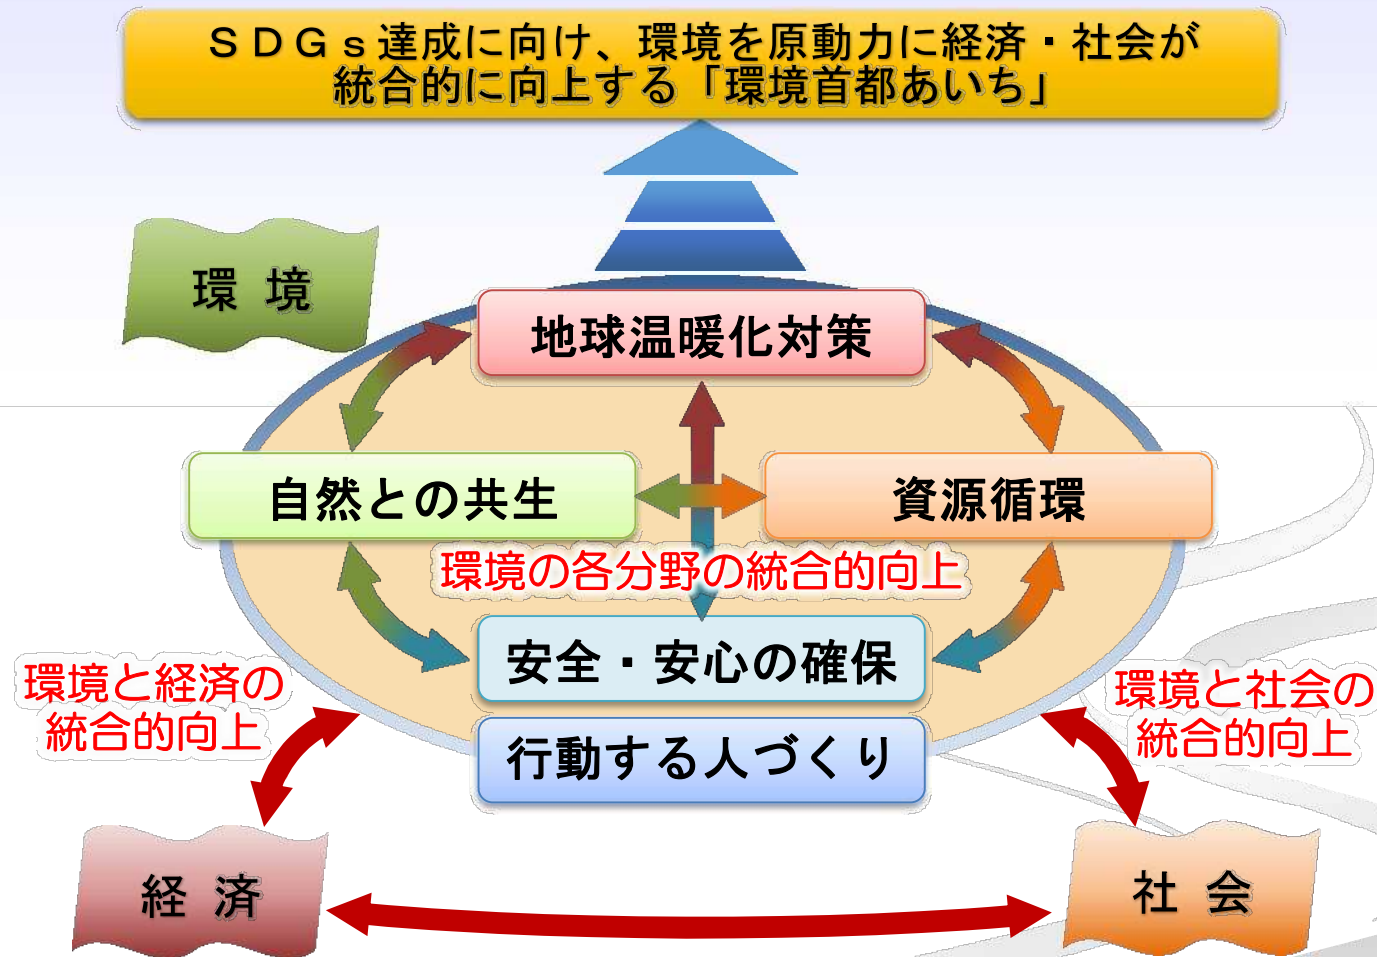 ＳＤＧｓ達成に向け、環境を原動力に経済・社会が
統合的に向上する「環境首都あいち」
環 境
地球温暖化対策
自然との共生
資源循環
環境の各分野の統合的向上
安全・安心の確保
環境と経済の
統合的向上
環境と社会の
統合的向上
行動する人づくり
経 済
社 会